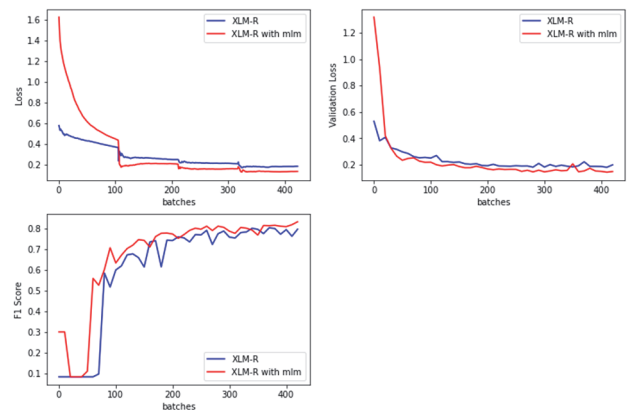 Loss
1.6
1.4
1.2
1.0
0.8
0.6
0.4
0.2
0 100 200 300 400
batches
XLM-R
XLM-R with mlm
Validation Loss
1.2
1.0
0.8
0.6
0.4
0.2
0 100 200 300 400
batches
XLM-R
XLM-R with mlm
F1 Score
0.8
0.7
0.6
0.5
0.4
0.3
0.2
0.1
0 100 200 300 400
batches
XLM-R
XLM-R with mlm